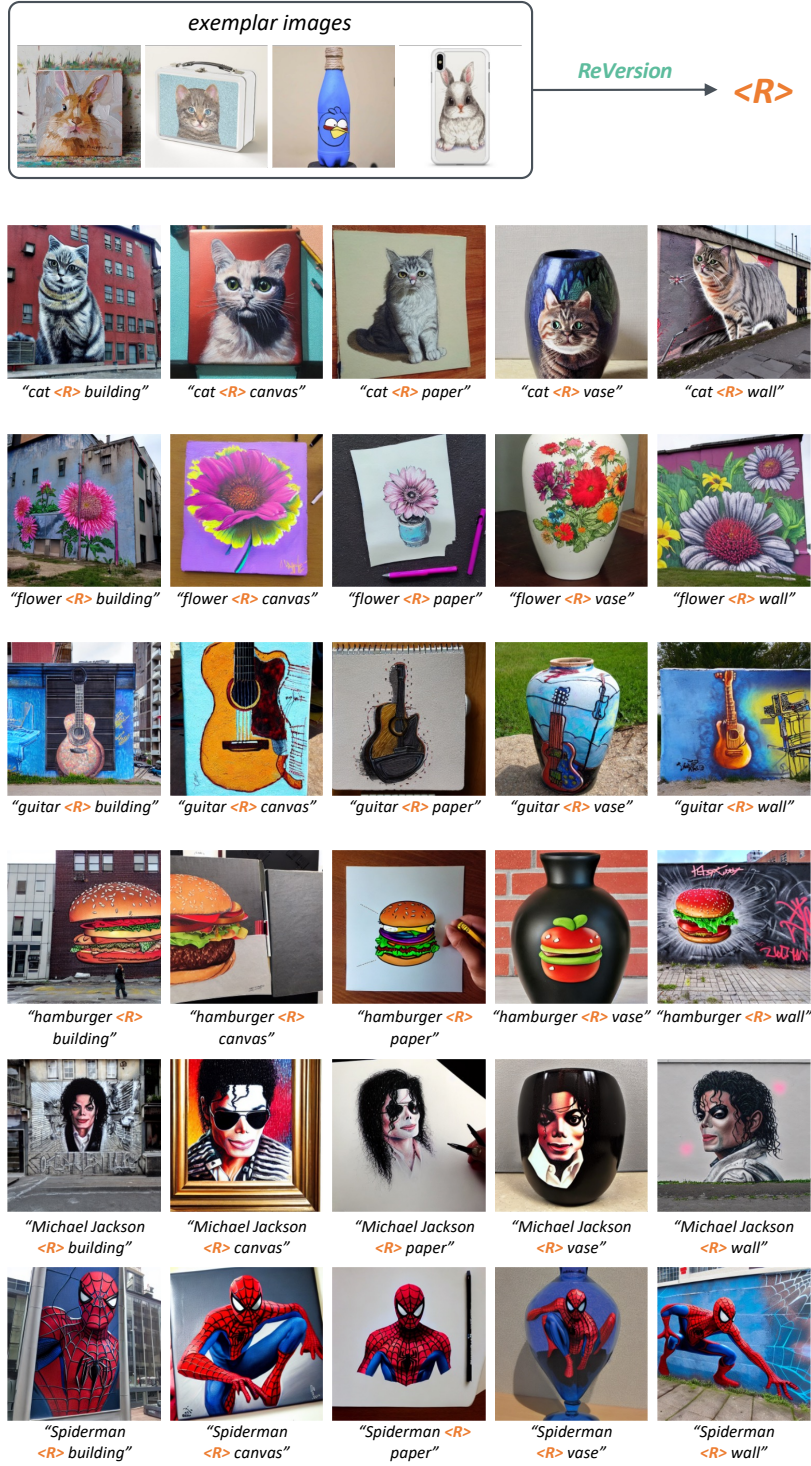 exemplar images
ReVersion
<R>
“cat <R> building”
“cat <R> canvas”
“cat <R> paper”
“cat <R> vase”
“cat <R> wall”
“flower <R> building”
“flower <R> canvas”
“flower <R> paper”
“flower <R> vase”
“flower <R> wall”
“guitar <R> building”
“guitar <R> canvas”
“guitar <R> paper”
“guitar <R> vase”
“guitar <R> wall”
“hamburger <R>
building”
“hamburger <R>
canvas”
“hamburger <R>
paper”
“hamburger <R> vase”
“hamburger <R> wall”
“Michael Jackson
<R> building”
“Michael Jackson
<R> canvas”
“Michael Jackson
<R> paper”
“Michael Jackson
<R> vase”
“Michael Jackson
<R> wall”
“Spiderman
<R> building”
“Spiderman
<R> canvas”
“Spiderman <R>
paper”
“Spiderman
<R> vase”
“Spiderman
<R> wall”